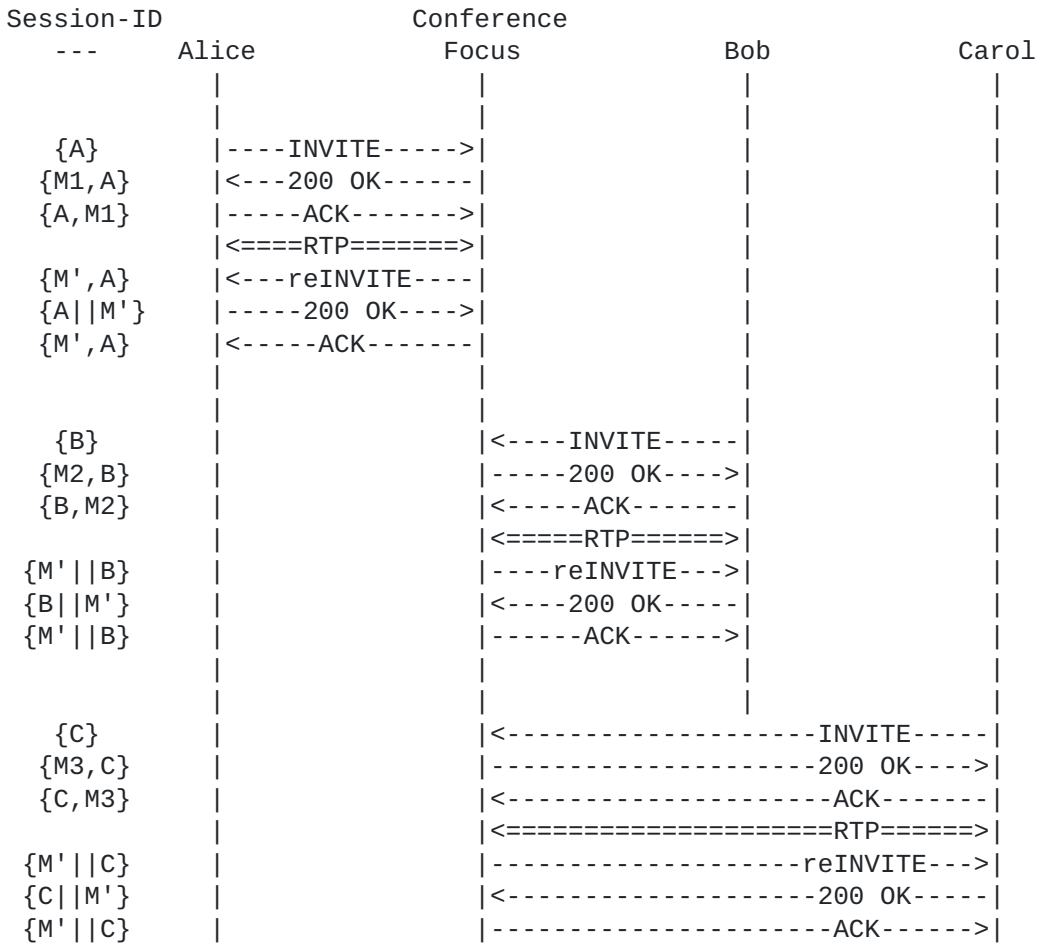 Session-ID                Conference
   ---     Alice            Focus             Bob            Carol
             |                |                |               |
             |                |                |               |
   {A}       |----INVITE----->|                |               |
  {M1,A}     |<---200 OK------|                |               |
  {A,M1}     |-----ACK------->|                |               |
             |<====RTP=======>|                |               |
  {M',A}     |<---reINVITE----|                |               |
  {A||M'}    |-----200 OK---->|                |               |
  {M',A}     |<-----ACK-------|                |               |
             |                |                |               |
             |                |                |               |
   {B}       |                |<----INVITE-----|               |
  {M2,B}     |                |-----200 OK---->|               |
  {B,M2}     |                |<-----ACK-------|               |
             |                |<=====RTP======>|               |
 {M'||B}     |                |----reINVITE--->|               |
 {B||M'}     |                |<----200 OK-----|               |
 {M'||B}     |                |------ACK------>|               |
             |                |                |               |
             |                |                |               |
   {C}       |                |<--------------------INVITE-----|
  {M3,C}     |                |---------------------200 OK---->|
  {C,M3}     |                |<---------------------ACK-------|
             |                |<=====================RTP======>|
 {M'||C}     |                |--------------------reINVITE--->|
 {C||M'}     |                |<--------------------200 OK-----|
 {M'||C}     |                |----------------------ACK------>|